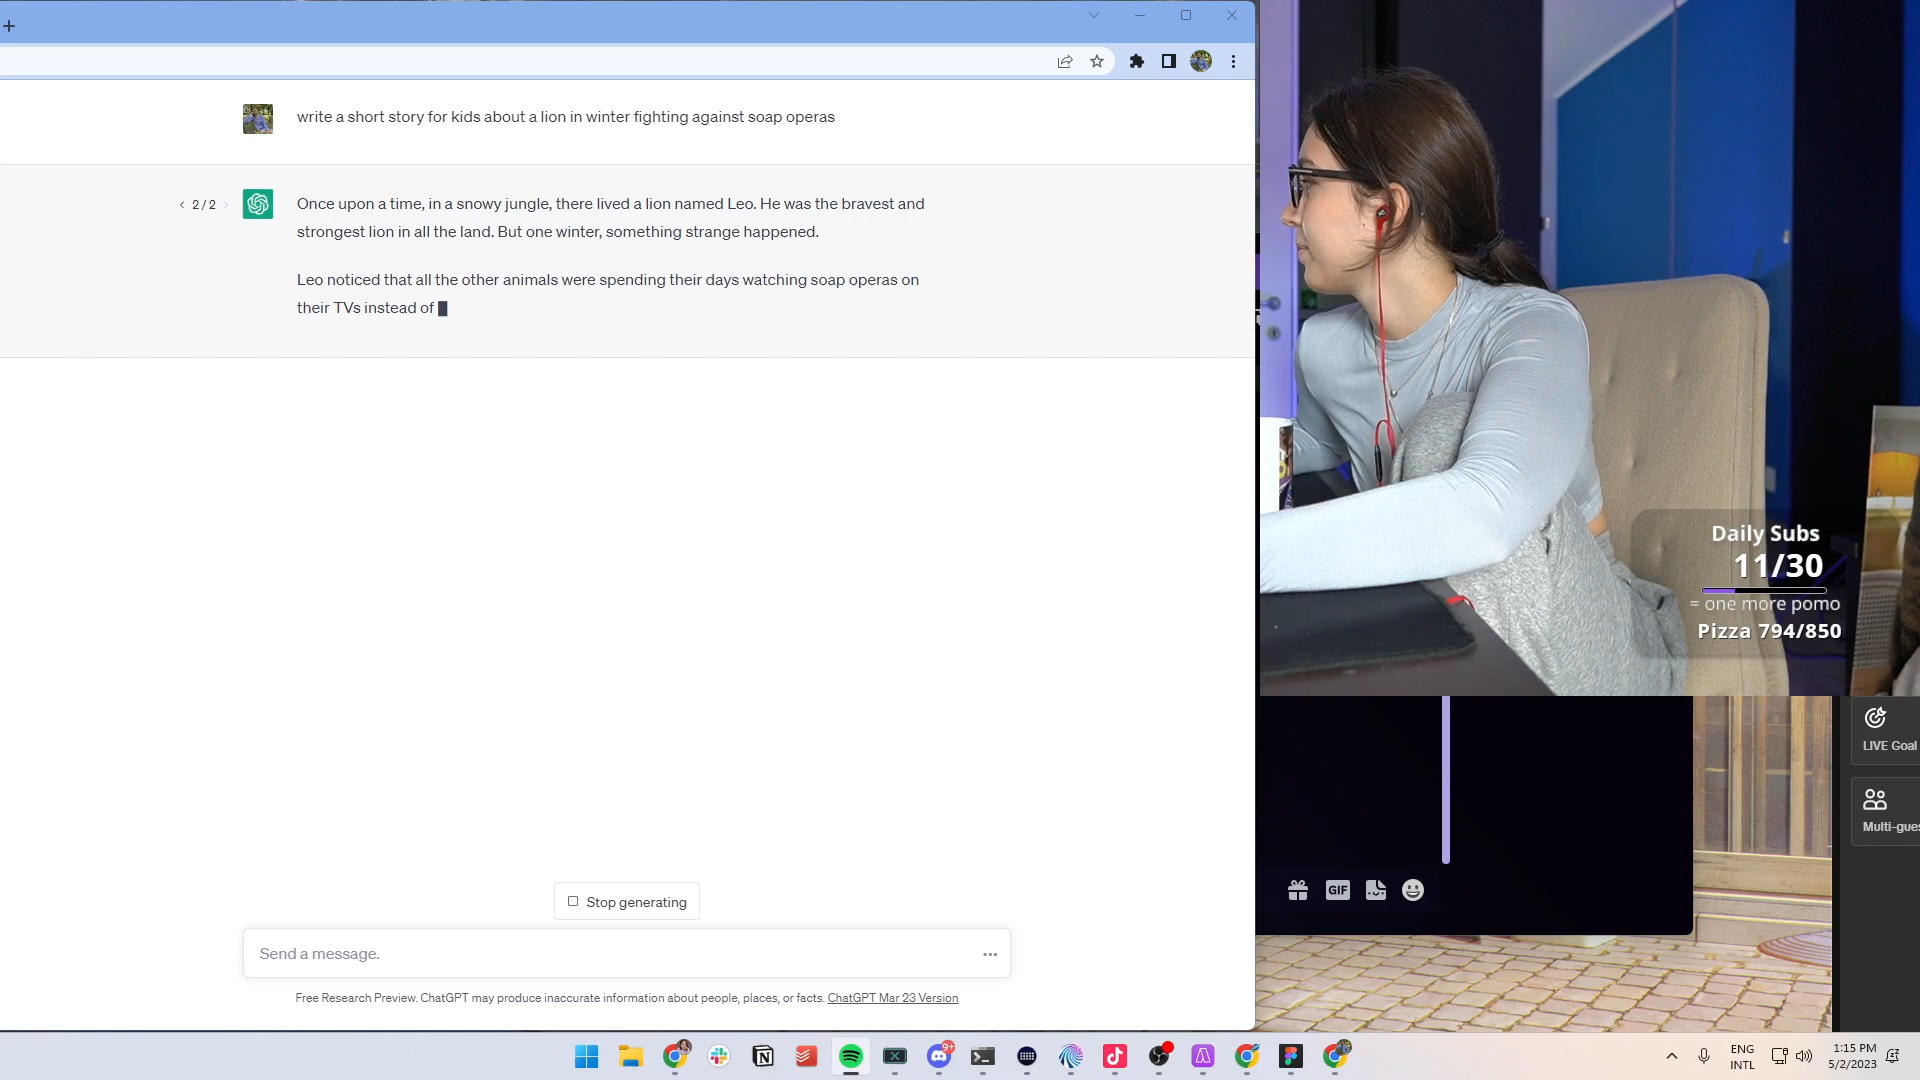 write a short story for kids about a lion in winter fighting against soap operas
2 / 2
Once upon a time, in a snowy jungle, there lived a lion named Leo. He was the bravest and
strongest lion in all the land. But one winter, something strange happened.
Leo noticed that all the other animals were spending their days watching soap operas on
their TVs instead of
Stop generating
Send a message.
Free Research Preview. ChatGPT may produce inaccurate information about people, places, or facts. ChatGPT Mar 23 Version
Daily Subs
11/30
= one more pomo
Pizza 794/850
LIVE Goal
Multi-gues
GIF
9+
ENG
INTL
1:15 PM
5/2/2023